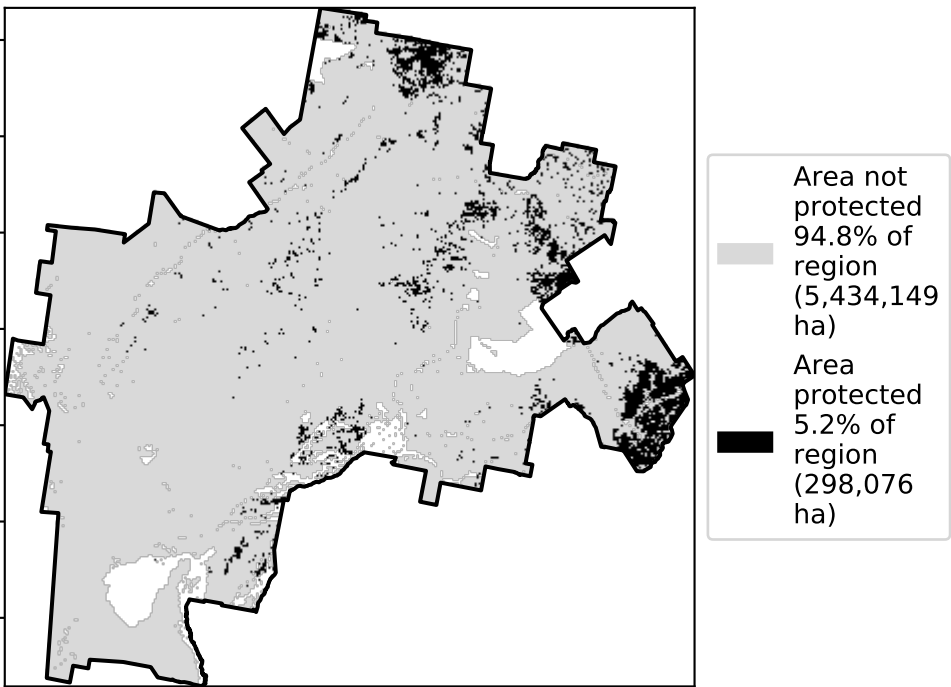 Area not
protected
94.8% of
region
(5,434,149
ha)
Area
protected
5.2% of
region
(298,076
ha)